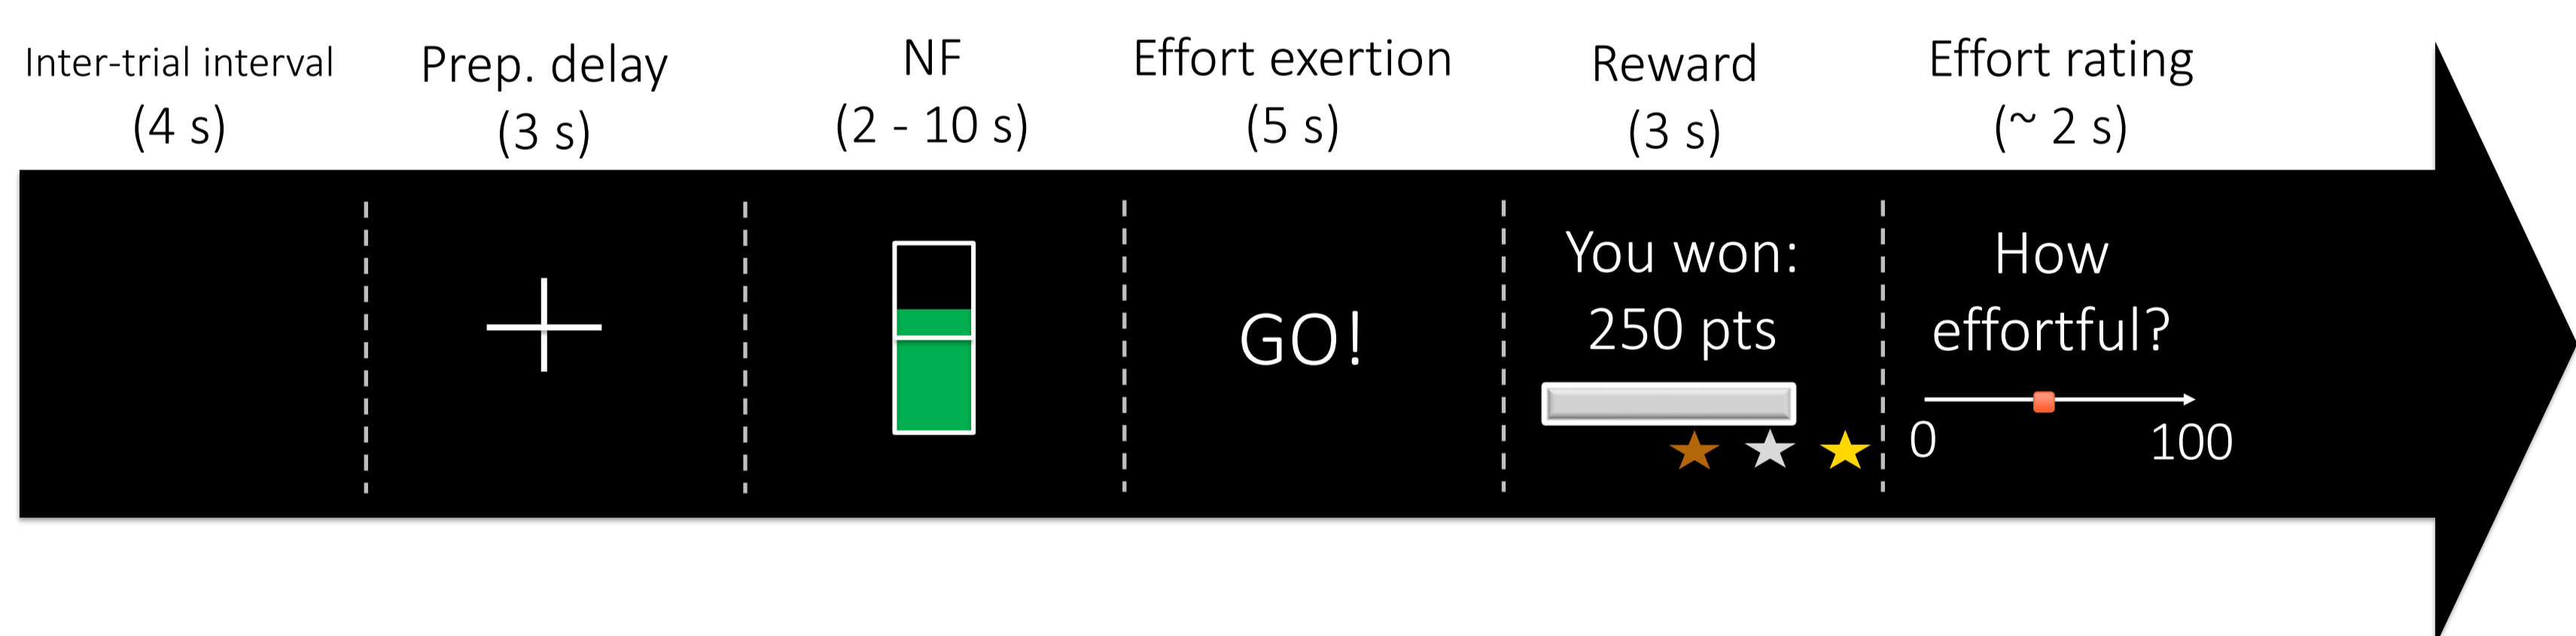 Inter-trial interval
(4 s)
Prep. delay
(3 s)
NF
(2 - 10 s)
Effort exertion
(5 s)
Reward
(3 s)
Effort rating
(~ 2 s)
GO!
You won:
250 pts
How
effortful?
0
100